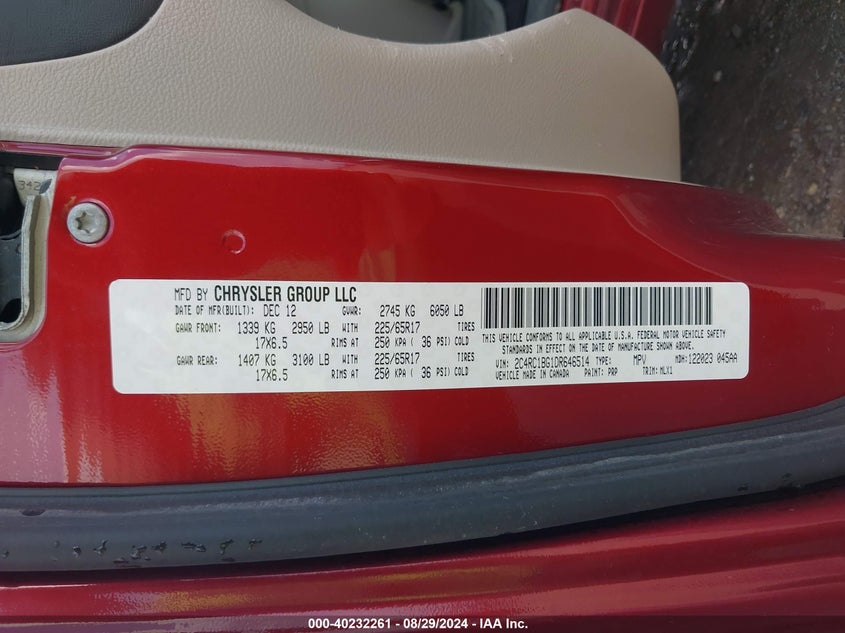 342
MFD BY CHRYSLER GROUP LLC
DATE OF MFR(BUILT): DEC 12 GVWR: 2745 KG 6050 LB
GAWR FRONT: 1339 KG 2950 LB WITH 225/65R17 TIRES
17X6.5 RIMS AT 250 KPA ( 36 PSI) COLD
GAWR REAR: 1407 KG 3100 LB WITH 225/65R17 TIRES
17X6.5 RIMS AT 250 KPA ( 36 PSI) COLD
THIS VEHICLE CONFORMS TO ALL APPLICABLE U.S.A. FEDERAL MOTOR VEHICLE SAFETY
STANDARDS IN EFFECT ON THE DATE OF MANUFACTURE SHOWN ABOVE.
VIN: 2C4RC1BG1DR646514 TYPE: MPV MDH: 122023 045AA
VEHICLE MADE IN CANADA PAINT: PRP TRIM: MLX1
000-40232261 - 08/29/2024 - IAA Inc.